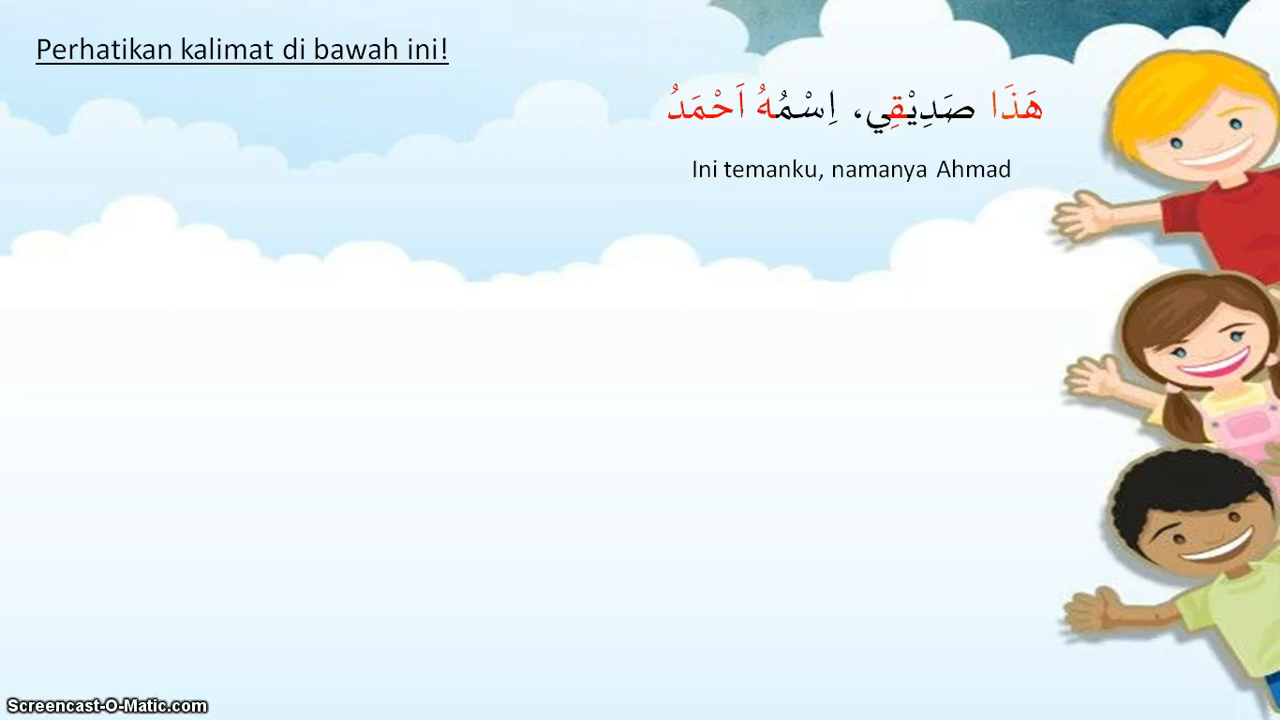 Perhatikan kalimat di bawah ini!
هَذَا صَدِيْقِي، اِسْمُهُ اَحْمَدُ
Ini temanku, namanya Ahmad
Screencast-O-Matic.com